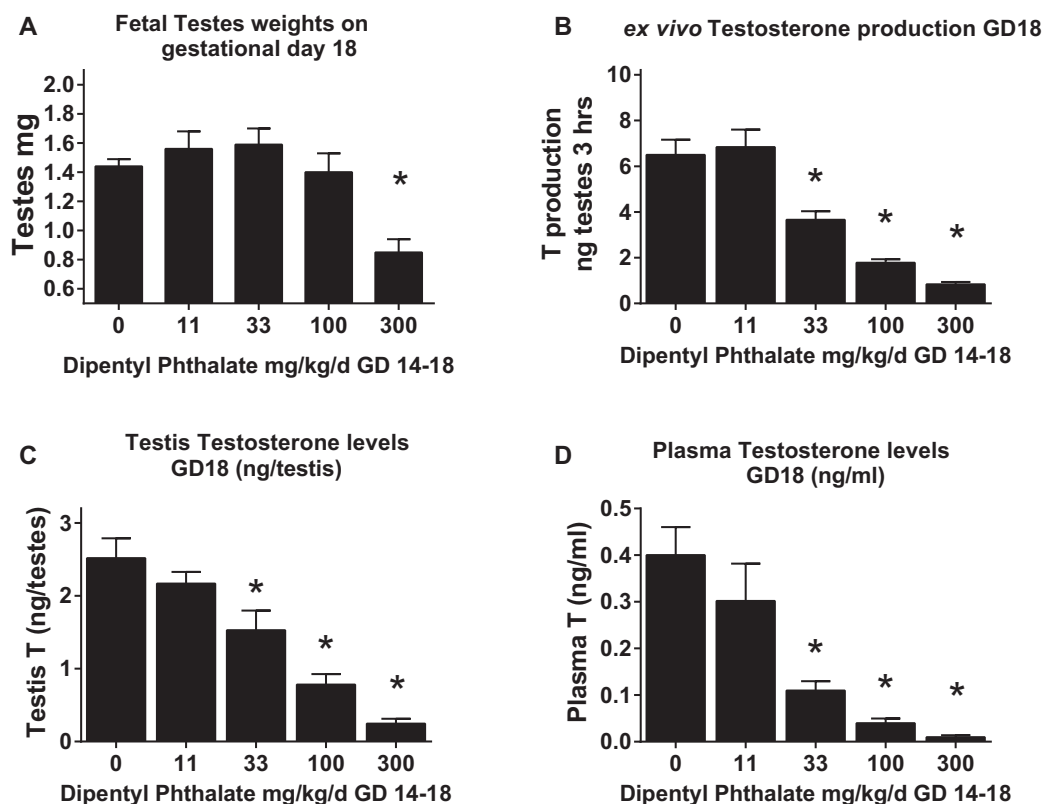 A
Fetal Testes weights on
gestational day 18
Testes mg
2.0
1.8
1.6
1.4
1.2
1.0
0.8
0.6
*
0 11 33 100 300
Dipentyl Phthalate mg/kg/d GD 14-18
B
ex vivo Testosterone production GD18
T production
ng testes 3 hrs
10
8
6
4
2
0
* * *
0 11 33 100 300
Dipentyl Phthalate mg/kg/d GD 14-18
C
Testis Testosterone levels
GD18 (ng/testis)
Testis T (ng/testes)
3
2
1
0
* * *
0 11 33 100 300
Dipentyl Phthalate mg/kg/d GD 14-18
D
Plasma Testosterone levels
GD18 (ng/ml)
Plasma T (ng/ml)
0.5
0.4
0.3
0.2
0.1
0.0
* * *
0 11 33 100 300
Dipentyl Phthalate mg/kg/d GD 14-18